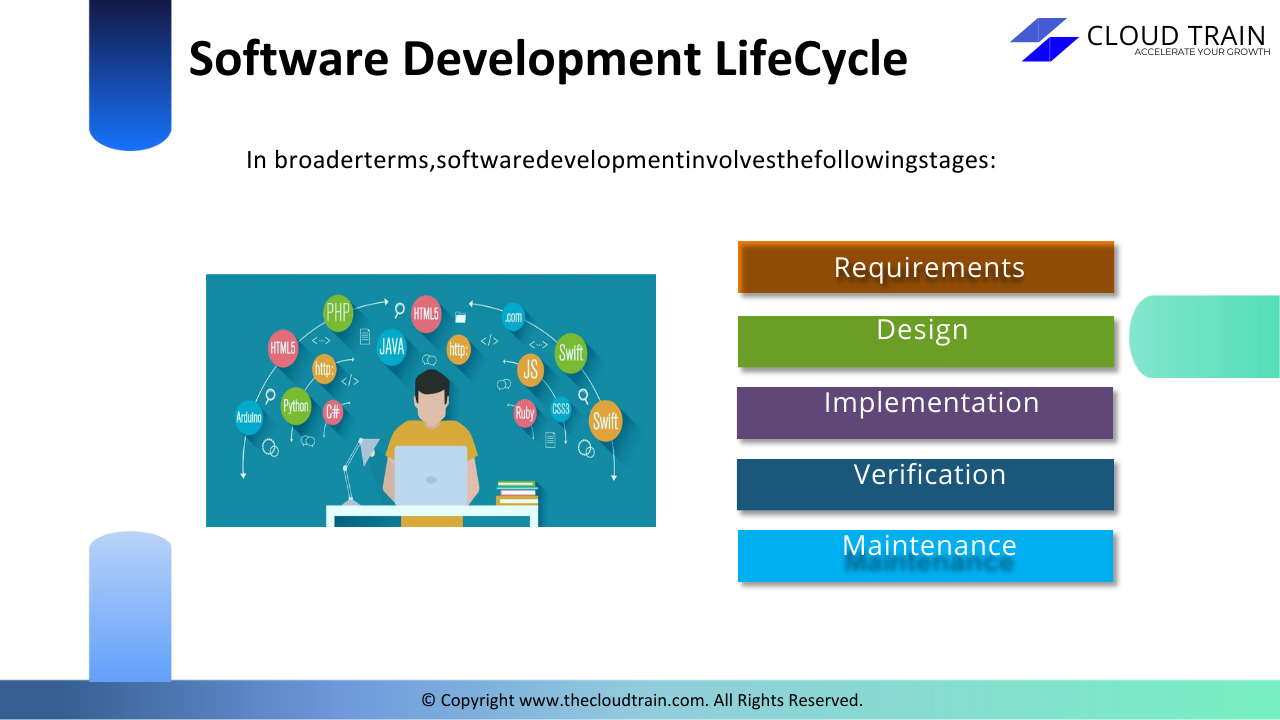 Software Development LifeCycle
CLOUD TRAIN
ACCELERATE YOUR GROWTH
In broaderterms,softwaredevelopmentinvolvesthefollowingstages:
PHP
HTML5
.com
HTML5
JAVA
http:
Swift
http:
JS
Arduino
Python
C#
Ruby
CSS3
Swift
Requirements
Design
Implementation
Verification
Maintenance
© Copyright www.thecloudtrain.com. All Rights Reserved.